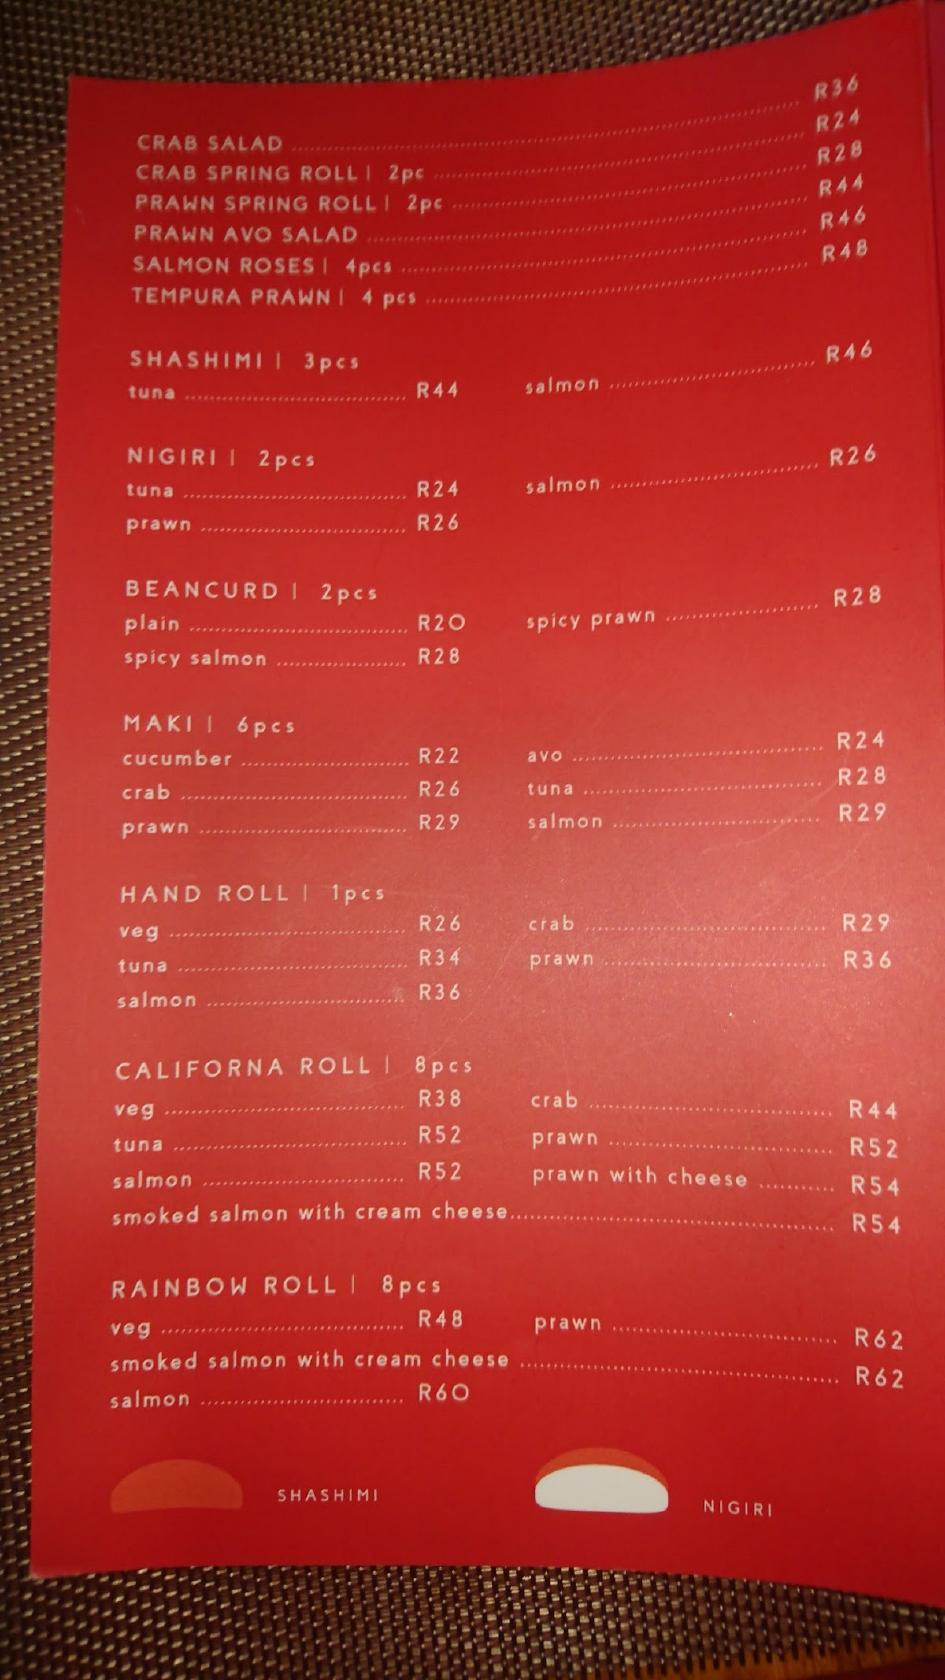 CRAB SALAD ........ R36
CRAB SPRING ROLL | 2pc ........ R24
PRAWN SPRING ROLL | 2pc ........ R28
PRAWN AVO SALAD ........ R44
SALMON ROSES | 4pcs ........ R46
TEMPURA PRAWN | 4 pcs ........ R48
SHASHIMI | 3pcs
tuna ........ R44 salmon ........ R46
NIGIRI | 2pcs
tuna ........ R24 salmon ........ R26
prawn ........ R26
BEANCURD | 2pcs
plain ........ R20 spicy prawn ........ R28
spicy salmon ........ R28
MAKI | 6pcs
cucumber ........ R22 avo ........ R24
crab ........ R26 tuna ........ R28
prawn ........ R29 salmon ........ R29
HAND ROLL | 1pcs
veg ........ R26 crab ........ R29
tuna ........ R34 prawn ........ R36
salmon ........ R36
CALIFORNA ROLL | 8pcs
veg ........ R38 crab ........ R44
tuna ........ R52 prawn ........ R52
salmon ........ R52 prawn with cheese ........ R54
smoked salmon with cream cheese........ R54
RAINBOW ROLL | 8pcs
veg ........ R48 prawn ........ R62
smoked salmon with cream cheese ........ R62
salmon ........ R60
SHASHIMI NIGIRI